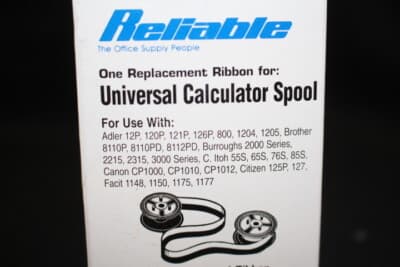 Reliable
The Office Supply People
One Replacement Ribbon for:
Universal Calculator Spool
For Use With:
Adler 12P, 120P, 121P, 126P, 800, 1204, 1205, Brother
8110P, 8110PD, 8112PD, Burroughs 2000 Series,
2215, 2315, 3000 Series, C. Itoh 55S, 65S, 76S, 85S,
Canon CP1000, CP1010, CP1012, Citizen 125P, 127,
Facit 1148, 1150, 1175, 1177